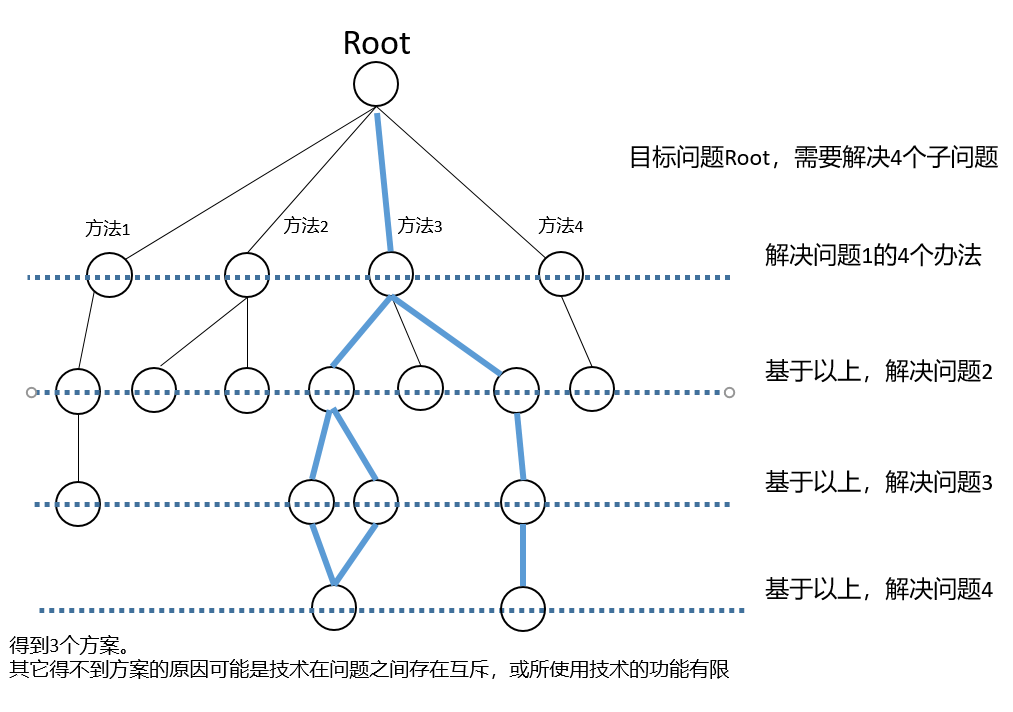 Root
目标问题Root，需要解决4个子问题
方法1
方法2
方法3
方法4
解决问题1的4个办法
基于以上，解决问题2
基于以上，解决问题3
基于以上，解决问题4
得到3个方案。
其它得不到方案的原因可能是技术在问题之间存在互斥，或所使用技术的功能有限